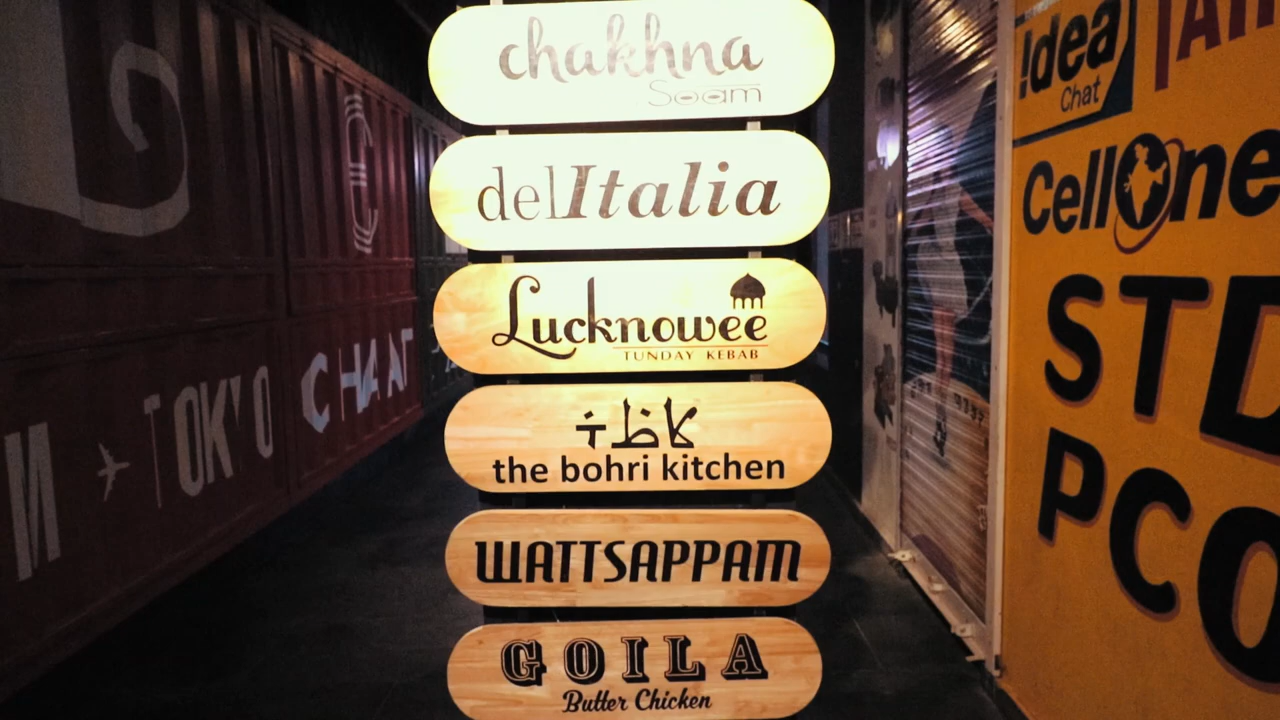 chakhna
Soam
delItalia
Lucknowee
TUNDAY KEBAB
the bohri kitchen
WATTSAPPAM
GOILA
Butter Chicken
TOKYO
CHAAT
!dea
Chat
CellOne
STD
PCO